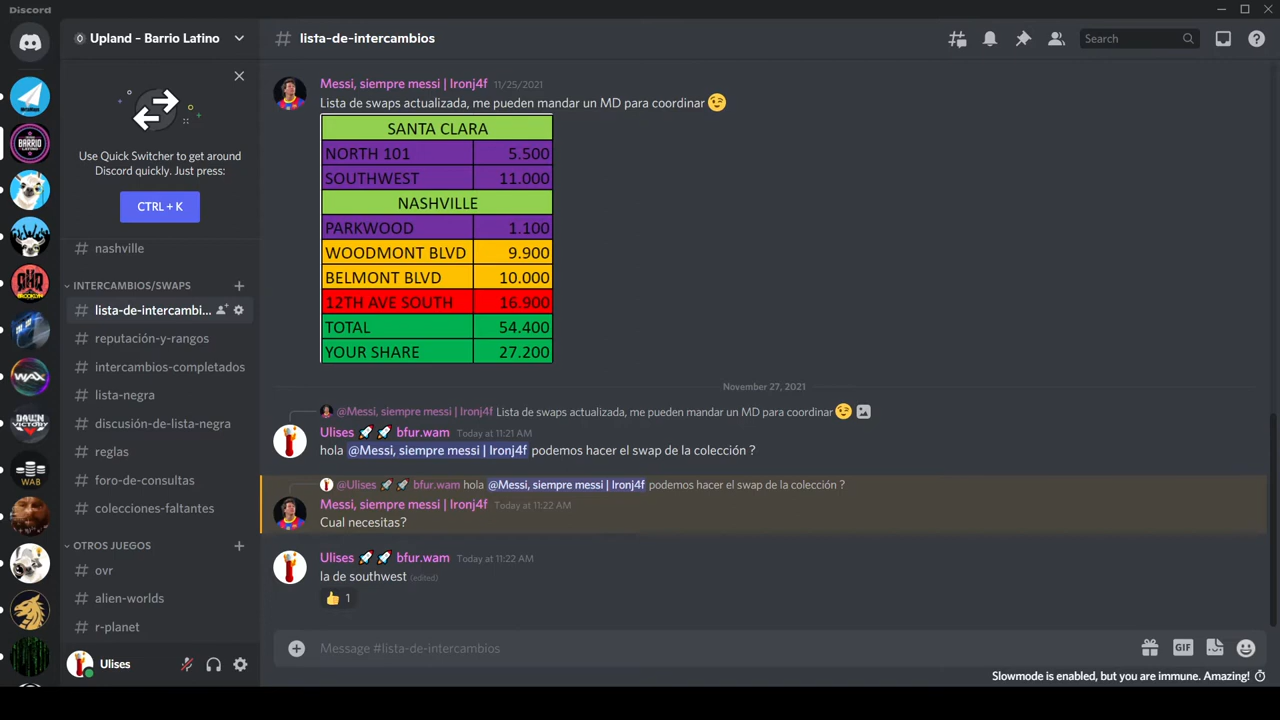 Discord
Upland - Barrio Latino
Use Quick Switcher to get around
Discord quickly. Just press:
CTRL + K
# nashville
INTERCAMBIOS/SWAPS +
# lista-de-intercambi...
# reputación-y-rangos
# intercambios-completados
# lista-negra
# discusión-de-lista-negra
# reglas
# foro-de-consultas
# colecciones-faltantes
OTROS JUEGOS +
# ovr
# alien-worlds
# r-planet
Ulises
# lista-de-intercambios
Search
Messi, siempre messi | Ironj4f 11/25/2021
Lista de swaps actualizada, me pueden mandar un MD para coordinar 😉
SANTA CLARA
NORTH 101 5.500
SOUTHWEST 11.000
NASHVILLE
PARKWOOD 1.100
WOODMONT BLVD 9.900
BELMONT BLVD 10.000
12TH AVE SOUTH 16.900
TOTAL 54.400
YOUR SHARE 27.200
November 27, 2021
@Messi, siempre messi | Ironj4f Lista de swaps actualizada, me pueden mandar un MD para coordinar 😉
Ulises 🚀 🚀 bfur.wam Today at 11:21 AM
hola @Messi, siempre messi | Ironj4f podemos hacer el swap de la colección ?
@Ulises 🚀 🚀 bfur.wam hola @Messi, siempre messi | Ironj4f podemos hacer el swap de la colección ?
Messi, siempre messi | Ironj4f Today at 11:22 AM
Cual necesitas?
Ulises 🚀 🚀 bfur.wam Today at 11:22 AM
la de southwest (edited)
👍 1
Message #lista-de-intercambios
GIF
Slowmode is enabled, but you are immune. Amazing!